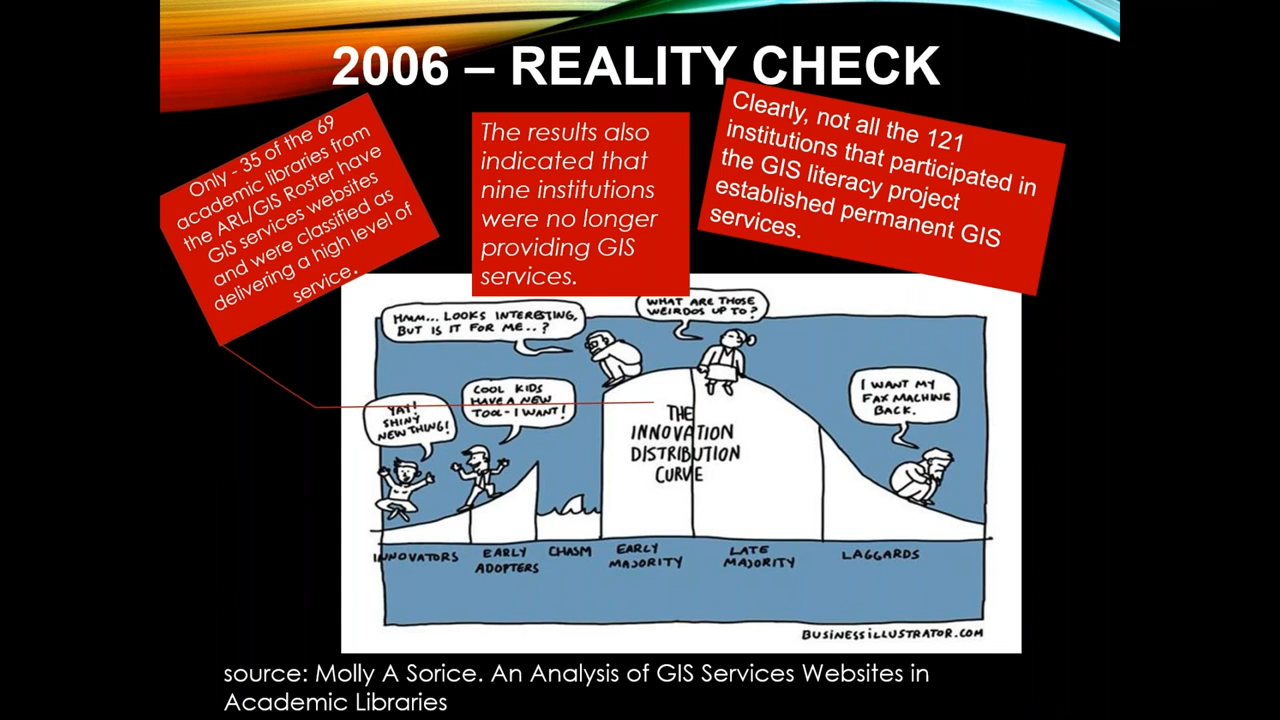 2006 – REALITY CHECK
Only - 35 of the 69
academic libraries from
the ARL/GIS Roster have
GIS services websites
and were classified as
delivering a high level of
service.
The results also
indicated that
nine institutions
were no longer
providing GIS
services.
Clearly, not all the 121
institutions that participated in
the GIS literacy project
established permanent GIS
services.
HMM... LOOKS INTERESTING,
BUT IS IT FOR ME..?
WHAT ARE THOSE
WEIRDOS UP TO?
YAY!
SHINY
NEW THING!
COOL KIDS
HAVE A NEW
TOOL - I WANT!
I WANT MY
FAX MACHINE
BACK.
THE
INNOVATION
DISTRIBUTION
CURVE
INNOVATORS
EARLY
ADOPTERS
CHASM
EARLY
MAJORITY
LATE
MAJORITY
LAGGARDS
BUSINESSILLUSTRATOR.COM
source: Molly A Sorice. An Analysis of GIS Services Websites in
Academic Libraries